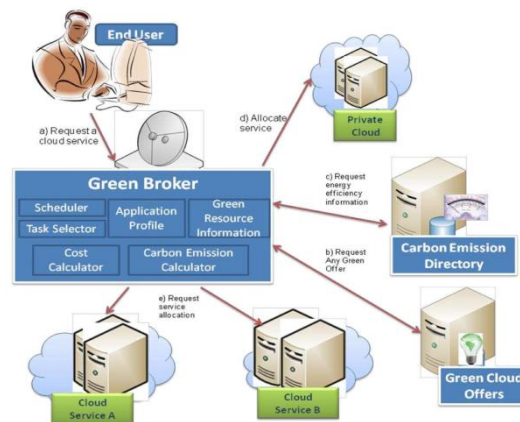 End User
a) Request a
cloud service
d) Allocate
service
Private
Cloud
Green Broker
Scheduler
Task Selector
Application
Profile
Green
Resource
Information
Cost
Calculator
Carbon Emission
Calculator
c) Request
energy
efficiency
information
Carbon Emission
Directory
b) Request
Any Green
Offer
e) Request
service
allocation
Cloud
Service A
Cloud
Service B
Green Cloud
Offers